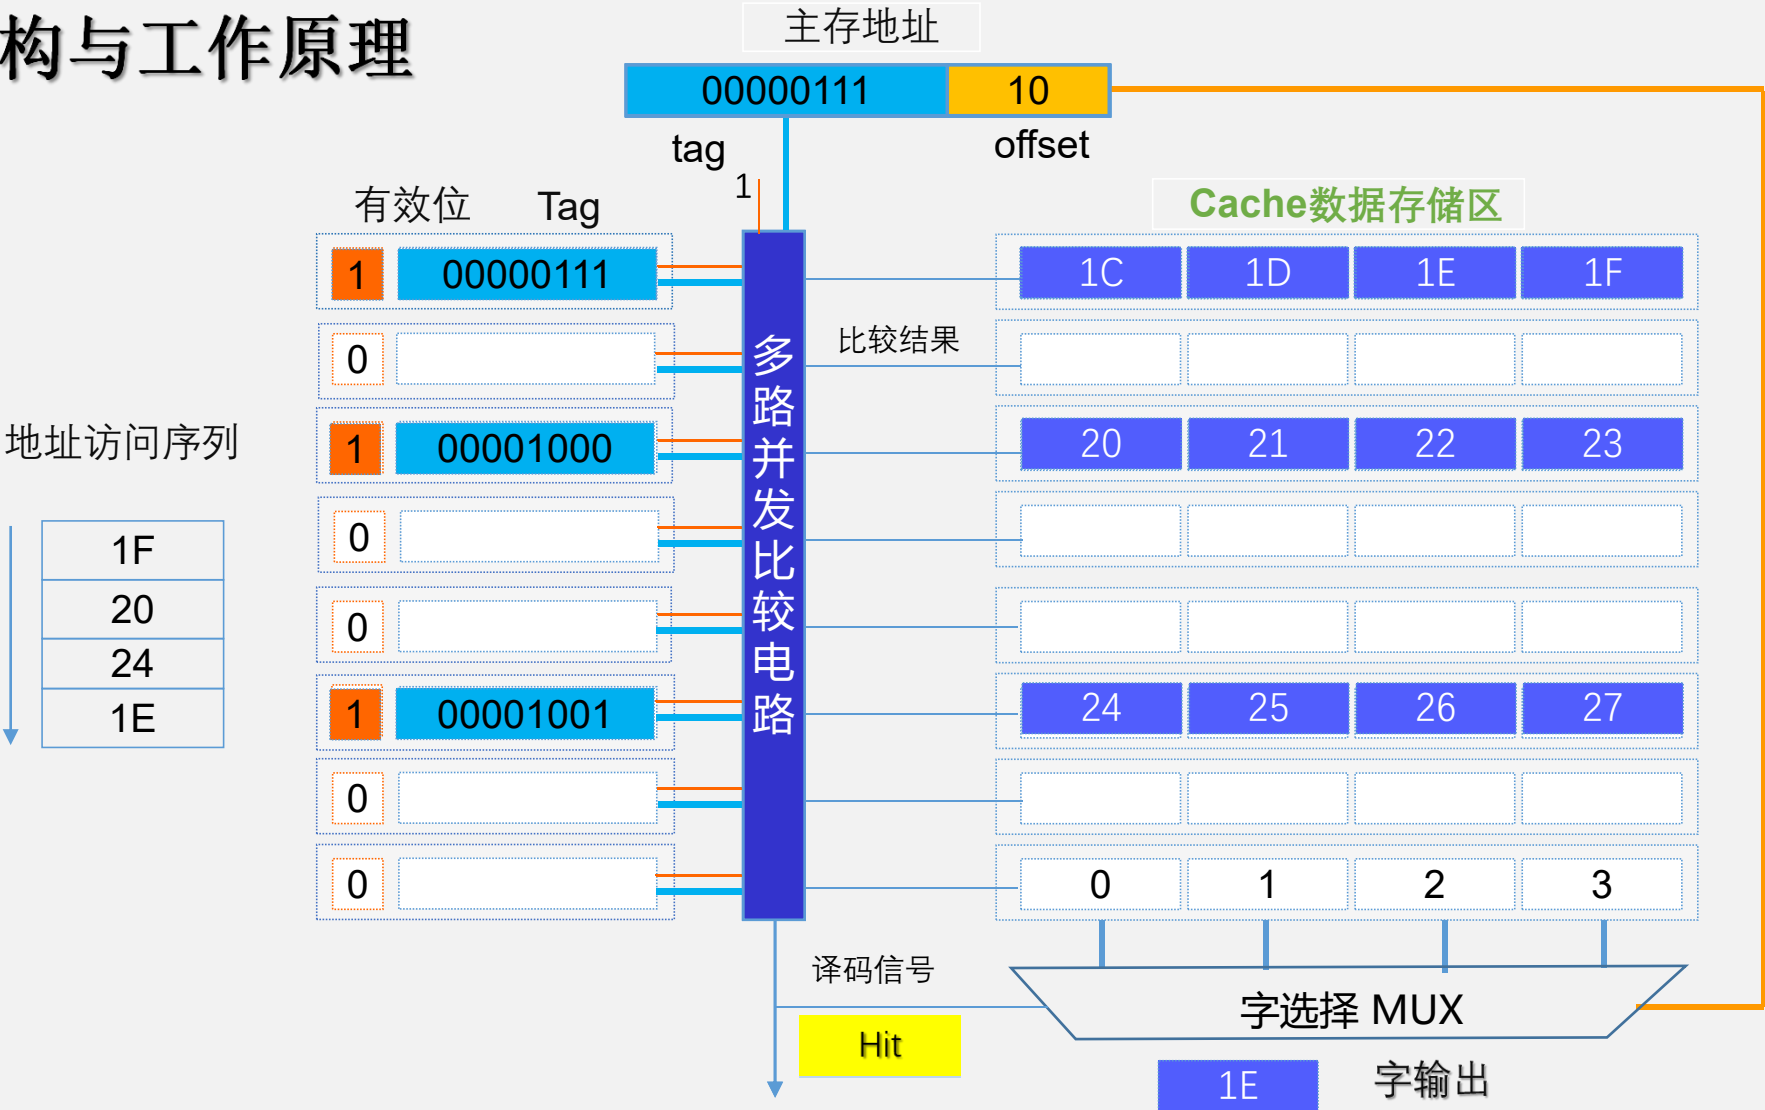 构与工作原理
主存地址
00000111 10
tag offset
1
有效位 Tag
Cache数据存储区
1 00000111
1C 1D 1E 1F
0
比较结果
1 00001000
20 21 22 23
0
0
1 00001001
24 25 26 27
0
0
0 1 2 3
多路并发比较电路
地址访问序列
1F
20
24
1E
译码信号
字选择 MUX
Hit
1E 字输出